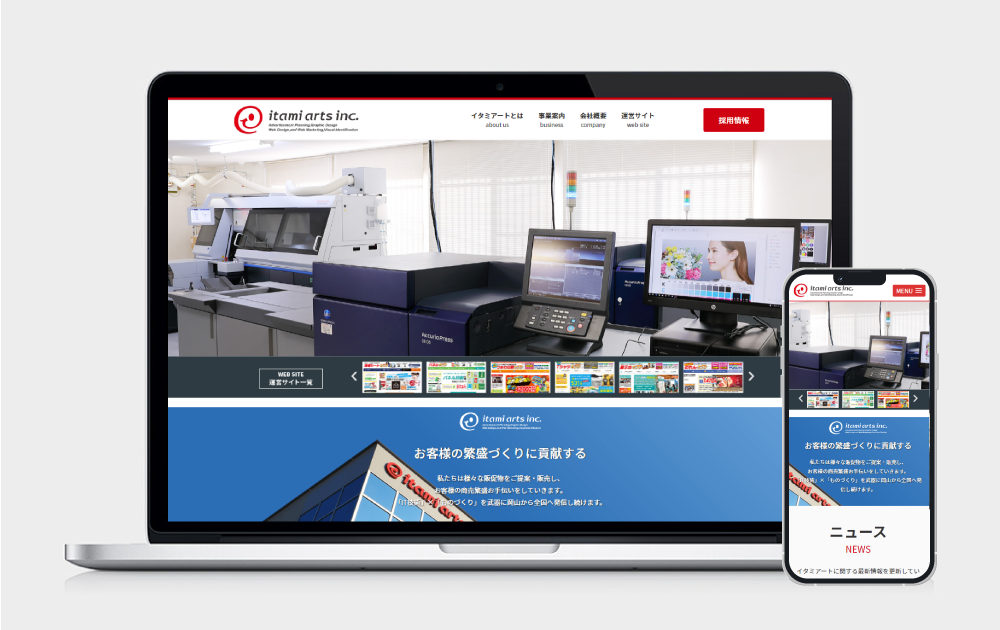 itami arts inc.
Advertisement Planning, Graphic Design
Web Design, and Web Marketing, Visual Identification
イタミアートとは
about us
事業案内
business
会社概要
company
運営サイト
web site
採用情報
AccurioPress
WEB SITE
運営サイト一覧
itami arts inc.
お客様の繁盛づくりに貢献する
私たちは様々な販促物をご提案・販売し、
お客様の商売繁盛お手伝いをしていきます。
「IT技術」×「ものづくり」を武器に岡山から全国へ発信し続けます。
itami art
itami arts inc.
MENU
itami arts inc.
お客様の繁盛づくりに貢献する
私たちは様々な販促物をご提案・販売し、
お客様の商売繁盛お手伝いをしていきます。
「IT技術」×「ものづくり」を武器に岡山から全国へ発
信し続けます。
ニュース
NEWS
イタミアートに関する最新情報を更新してい